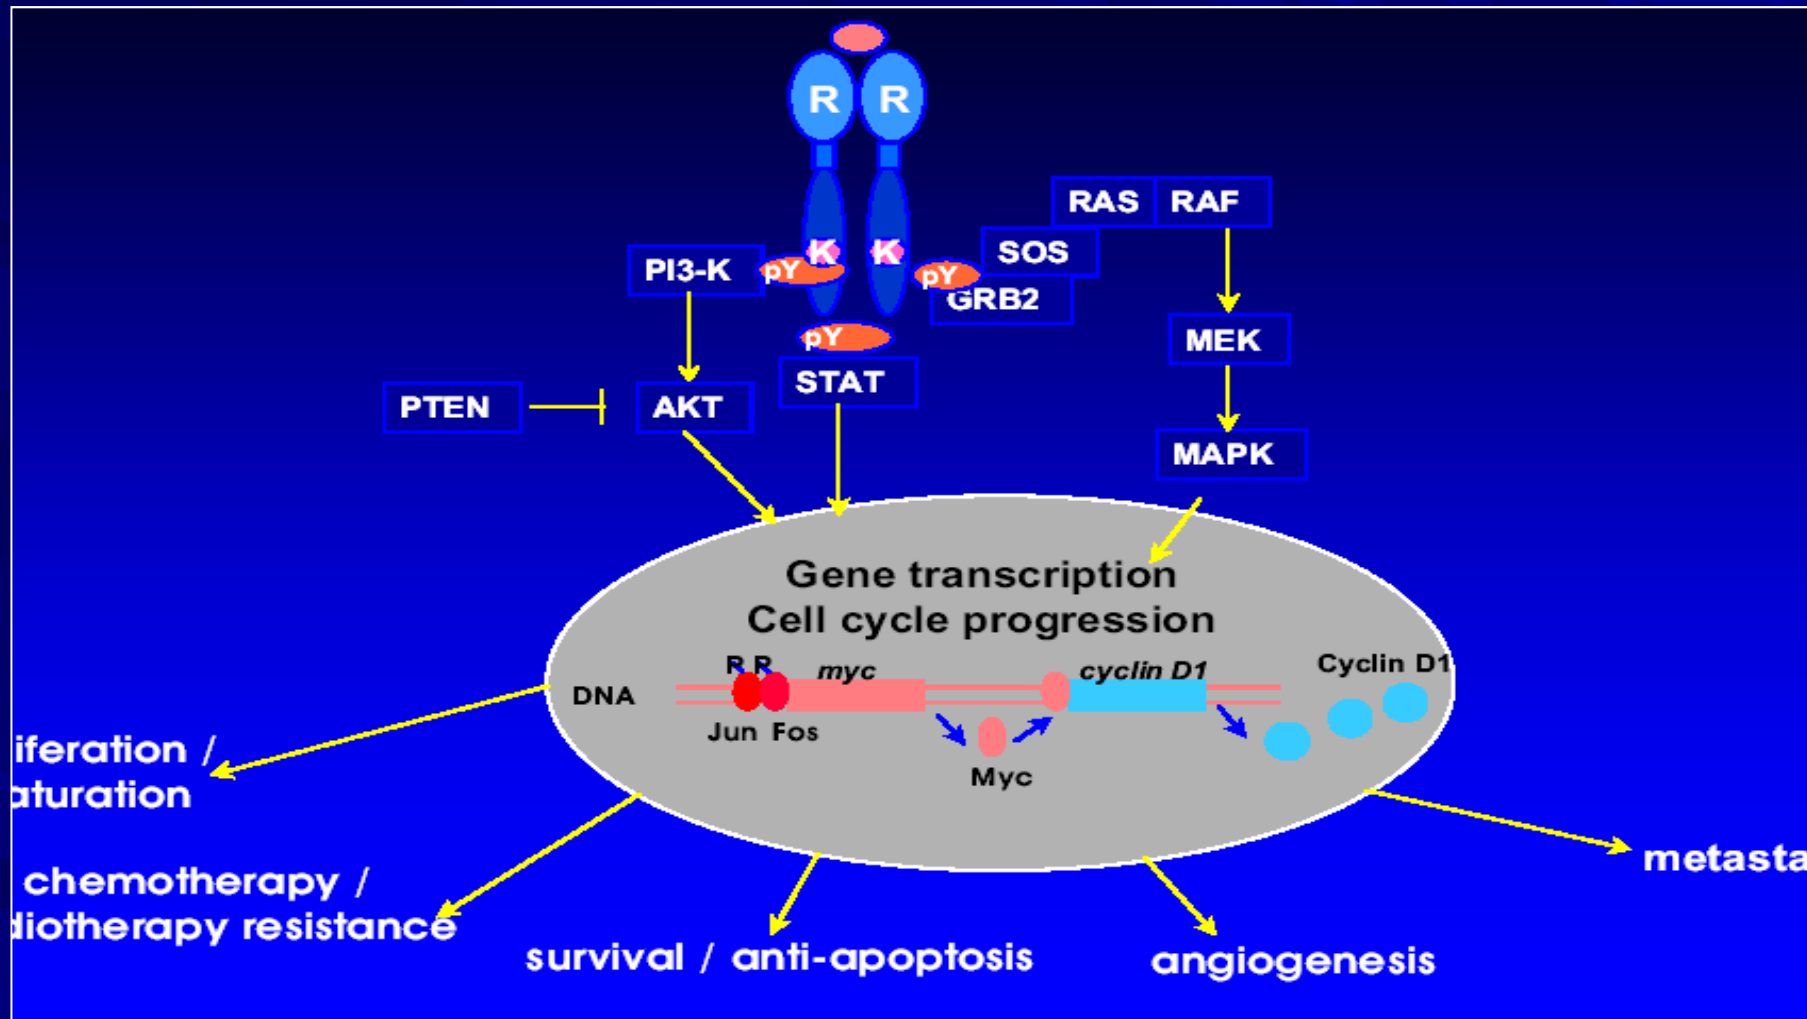 R R
RAS RAF
K K SOS
PI3-K pY pY
GRB2
pY
MEK
STAT
PTEN AKT
MAPK
Gene transcription
Cell cycle progression
R R myc cyclin D1 Cyclin D1
DNA
Jun Fos
Myc
iferation /
aturation
metasta
chemotherapy /
diotherapy resistance
survival / anti-apoptosis angiogenesis